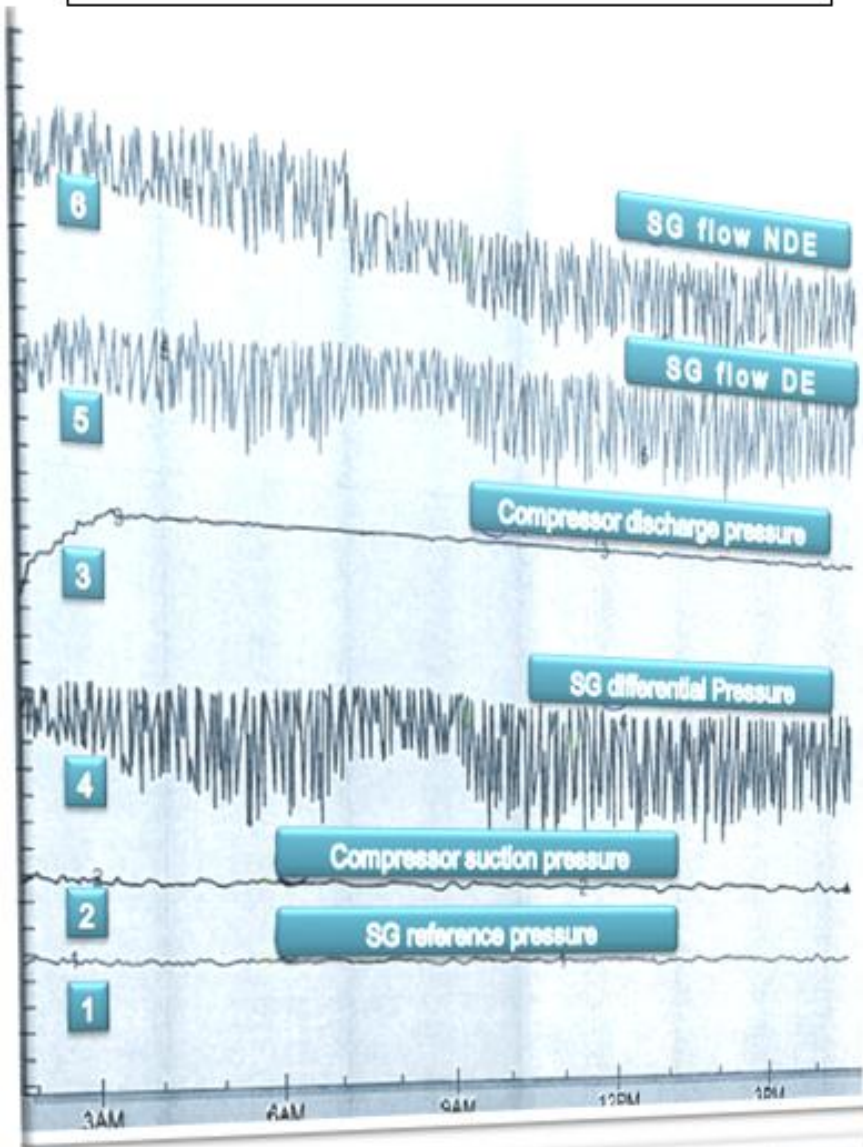 6
SG flow NDE
SG flow DE
5
Compressor discharge pressure
3
SG differential Pressure
4
Compressor suction pressure
2
SG reference pressure
1
3AM
6AM
9AM
12PM
3PM